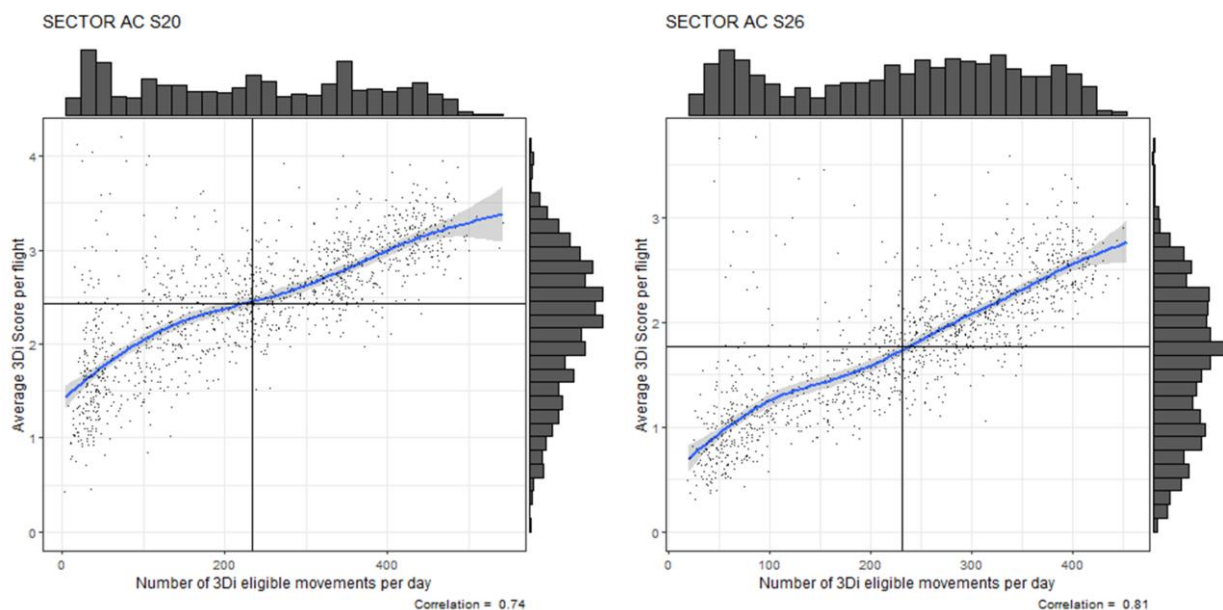 SECTOR AC S20
4
3
2
1
0
Average 3Di Score per flight
0 200 400
Number of 3Di eligible movements per day
Correlation = 0.74
SECTOR AC S26
3
2
1
0
Average 3Di Score per flight
0 100 200 300 400
Number of 3Di eligible movements per day
Correlation = 0.81